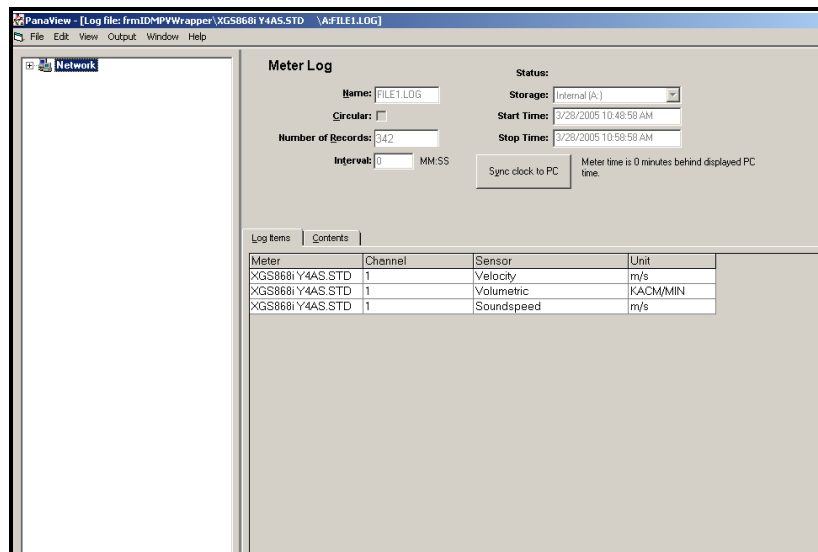 PanaView - [Log file: frmIDMPVWrapper\XGS868i Y4AS.STD \A:FILE1.LOG]
File Edit View Output Window Help
Network
Meter Log
Status:
Name: FILE1.LOG
Storage: Internal (A:)
Circular:
Start Time: 3/28/2005 10:48:58 AM
Number of Records: 342
Stop Time: 3/28/2005 10:58:58 AM
Interval: 0 MM:SS
Sync clock to PC
Meter time is 0 minutes behind displayed PC
time.
Log Items Contents
Meter Channel Sensor Unit
XGS868i Y4AS.STD 1 Velocity m/s
XGS868i Y4AS.STD 1 Volumetric KACM/MIN
XGS868i Y4AS.STD 1 Soundspeed m/s